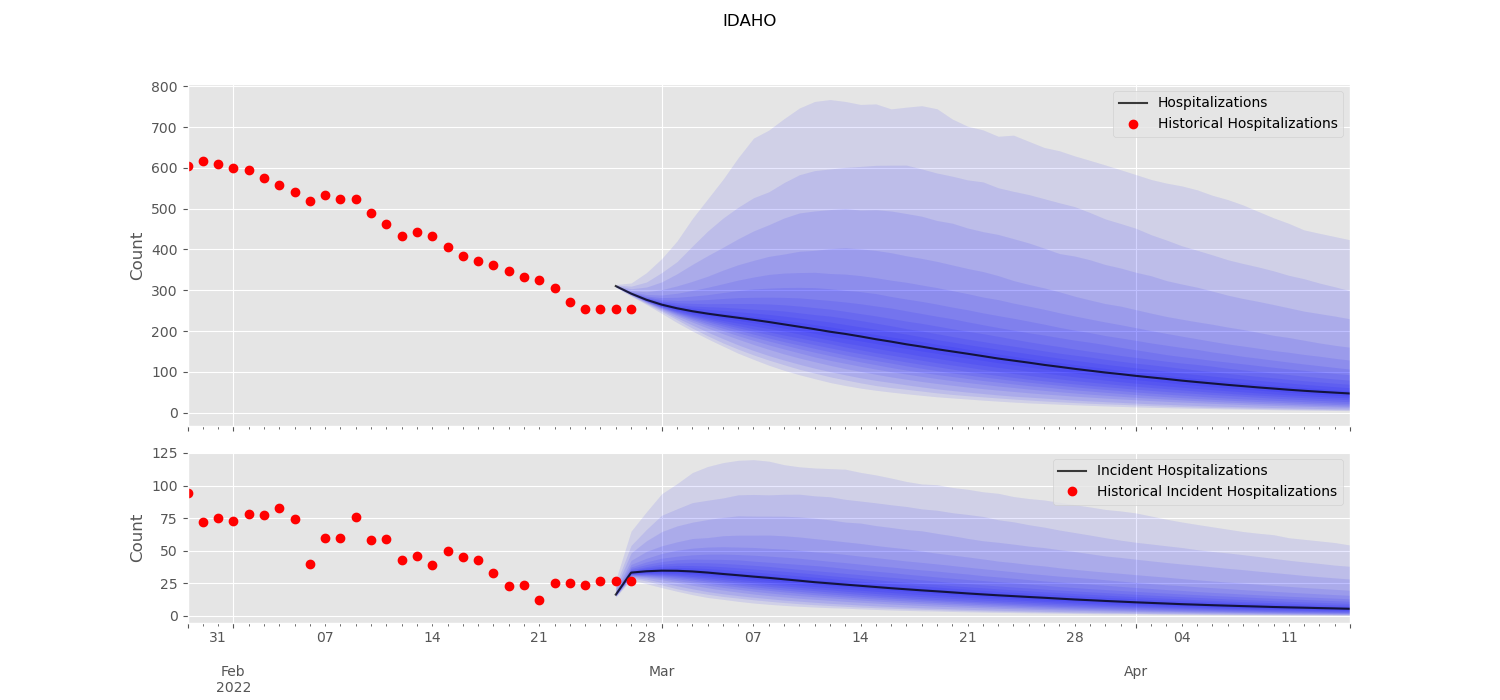 IDAHO
800
700
600
500
400
300
200
100
0
Count
Hospitalizations
Historical Hospitalizations
125
100
75
50
25
0
Count
Incident Hospitalizations
Historical Incident Hospitalizations
31 07 14 21 28 07 14 21 28 04 11
Feb Mar Apr
2022